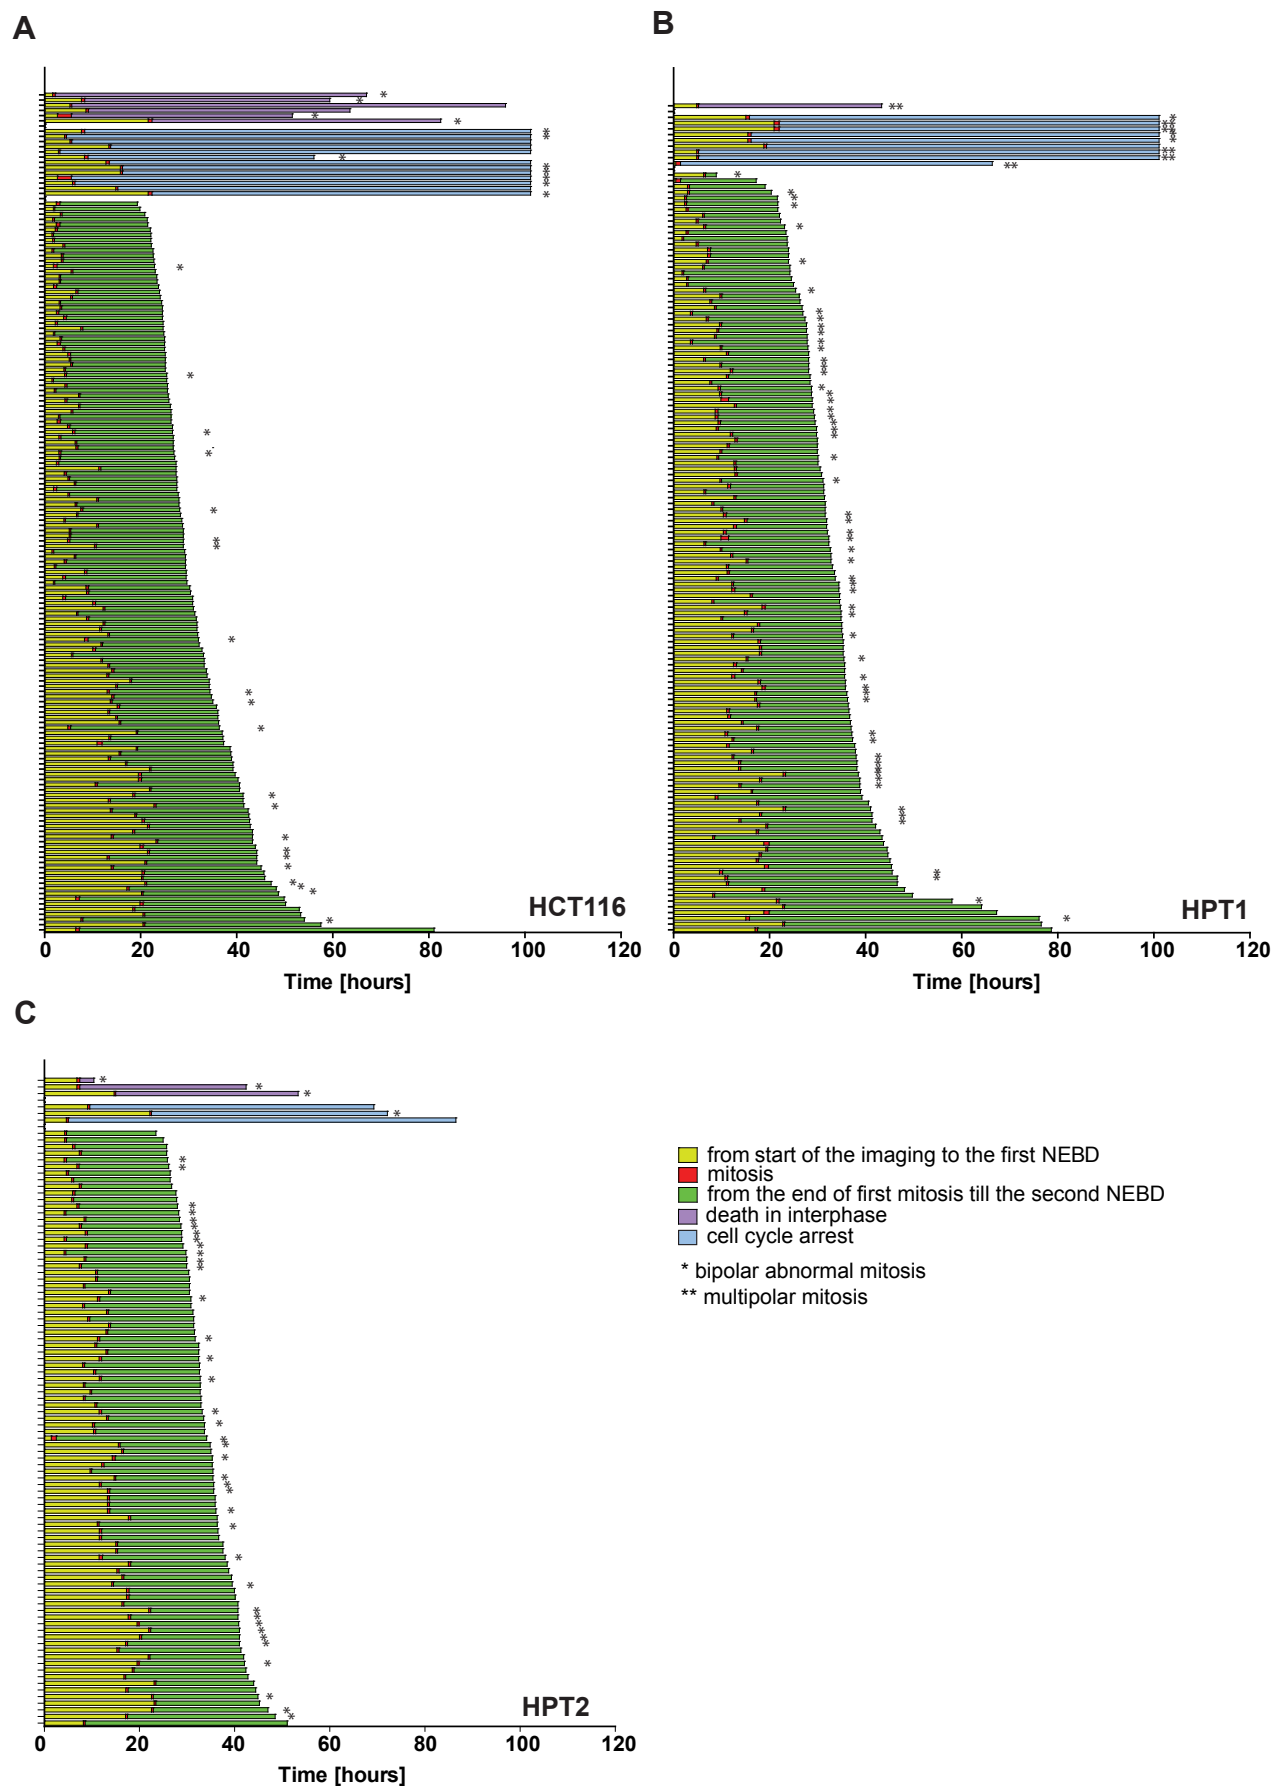 A
B
HCT116
HPT1
0 20 40 60 80 100 120
0 20 40 60 80 100 120
Time [hours]
Time [hours]
C
from start of the imaging to the first NEBD
mitosis
from the end of first mitosis till the second NEBD
death in interphase
cell cycle arrest
* bipolar abnormal mitosis
** multipolar mitosis
HPT2
0 20 40 60 80 100 120
Time [hours]